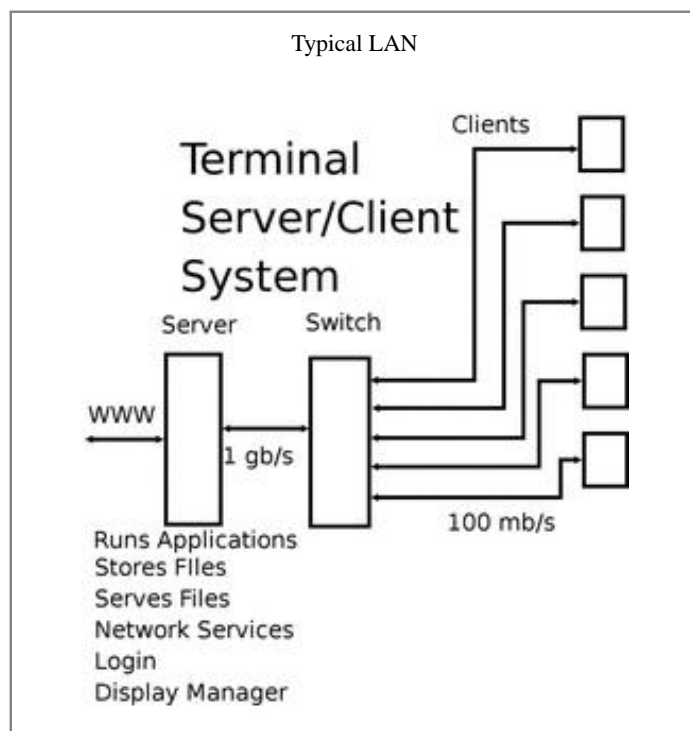 Typical LAN
Clients
Terminal
Server/Client
System
Server
Switch
WWW
1 gb/s
100 mb/s
Runs Applications
Stores FIles
Serves Files
Network Services
Login
Display Manager